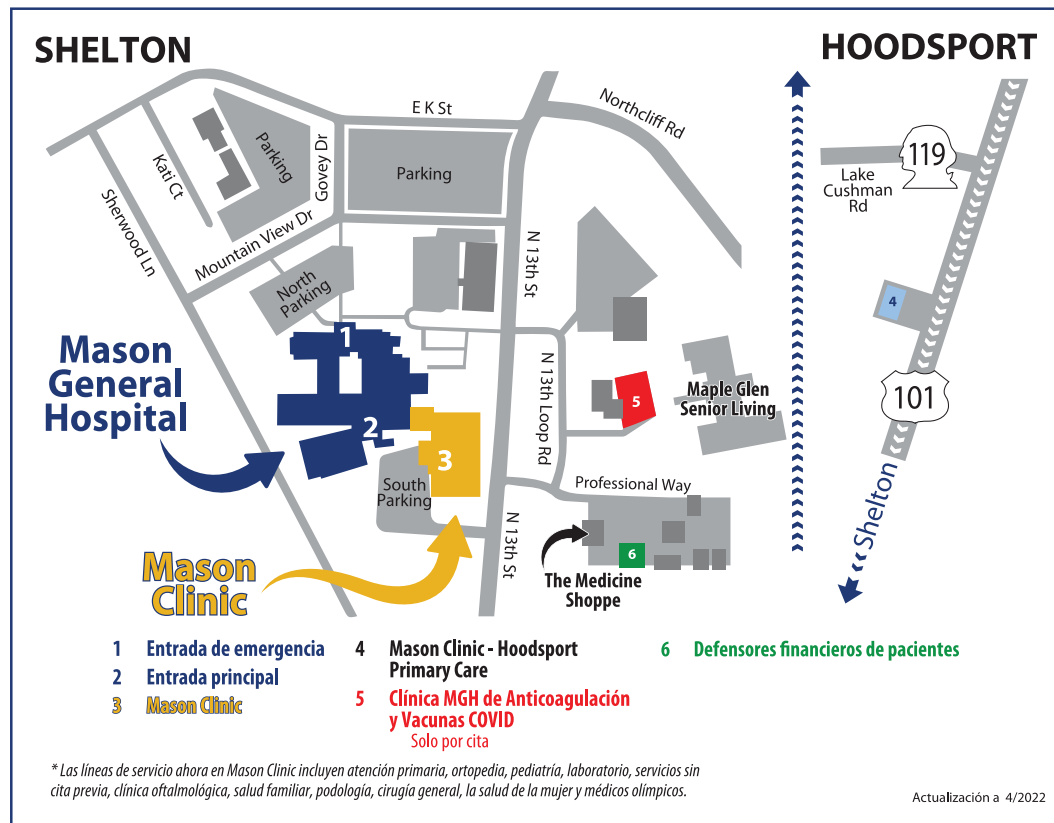 SHELTON
HOODSPORT
E K St
Northcliff Rd
Parking
Govey Dr
Parking
Kati Ct
Sherwood Ln
Mountain View Dr
119
Lake
Cushman
Rd
N 13th St
North
Parking
4
1
Mason
General
Hospital
2
3
N 13th Loop Rd
5
Maple Glen
Senior Living
101
South
Parking
Professional Way
N 13th St
Shelton
6
Mason
Clinic
The Medicine
Shoppe
1 Entrada de emergencia
2 Entrada principal
3 Mason Clinic
4 Mason Clinic - Hoodsport
Primary Care
5 Clínica MGH de Anticoagulación
y Vacunas COVID
Solo por cita
6 Defensores financieros de pacientes
* Las líneas de servicio ahora en Mason Clinic incluyen atención primaria, ortopedia, pediatría, laboratorio, servicios sin
cita previa, clínica oftalmológica, salud familiar, podología, cirugía general, la salud de la mujer y médicos olímpicos.
Actualización a 4/2022